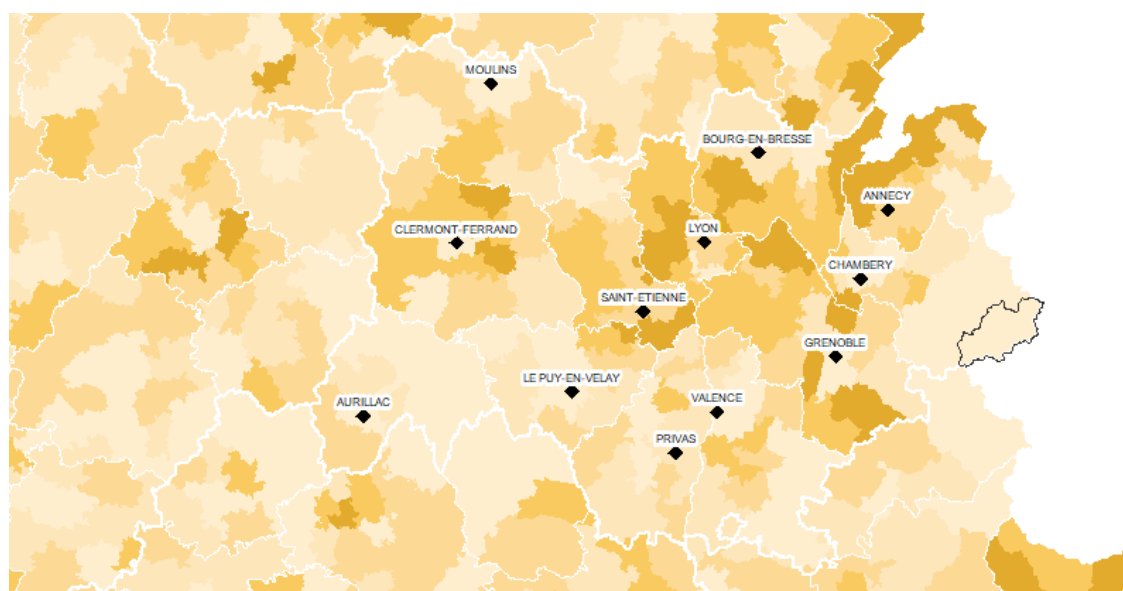 MOULINS
BOURG-EN-BRESSE
ANNECY
CLERMONT-FERRAND
LYON
CHAMBERY
SAINT-ETIENNE
GRENOBLE
LE PUY-EN-VELAY
AURILLAC
VALENCE
PRIVAS